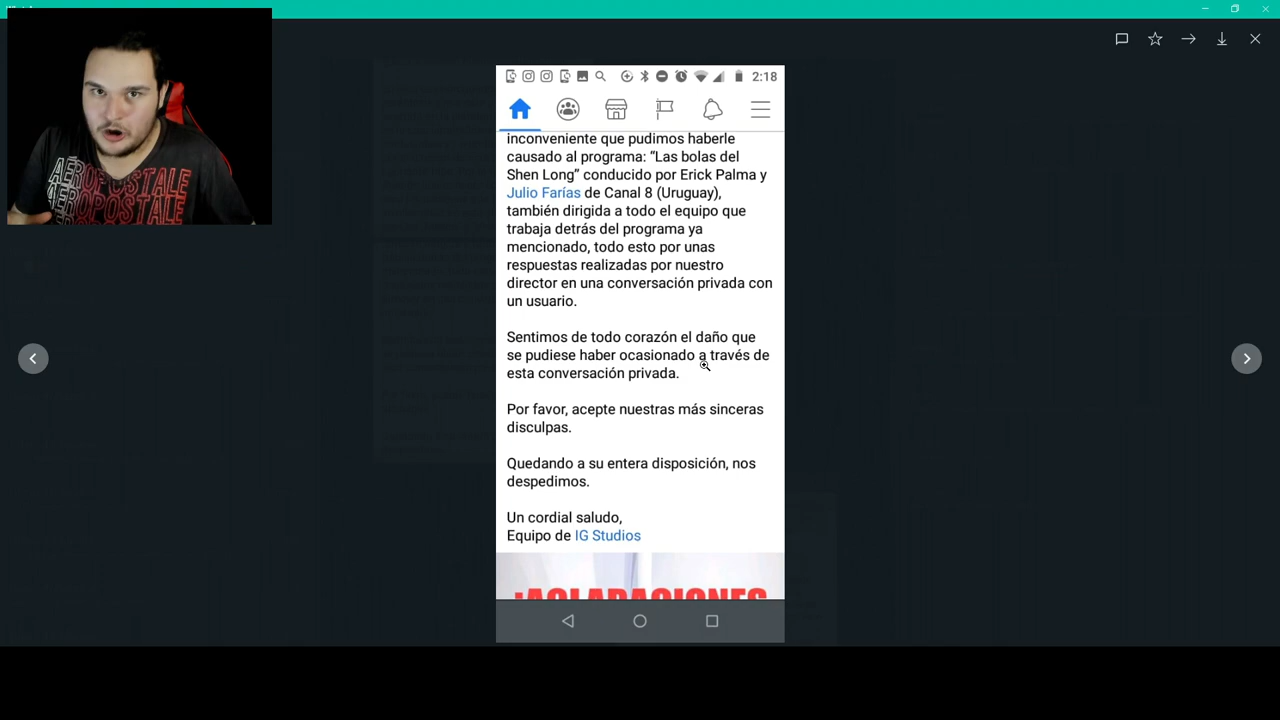 AÉROPOSTALE
AEROPOSTALE
2:18
inconveniente que pudimos haberle
causado al programa: “Las bolas del
Shen Long” conducido por Erick Palma y
Julio Farías de Canal 8 (Uruguay),
también dirigida a todo el equipo que
trabaja detrás del programa ya
mencionado, todo esto por unas
respuestas realizadas por nuestro
director en una conversación privada con
un usuario.
Sentimos de todo corazón el daño que
se pudiese haber ocasionado a través de
esta conversación privada.
Por favor, acepte nuestras más sinceras
disculpas.
Quedando a su entera disposición, nos
despedimos.
Un cordial saludo,
Equipo de IG Studios
¡ACLARACIONES